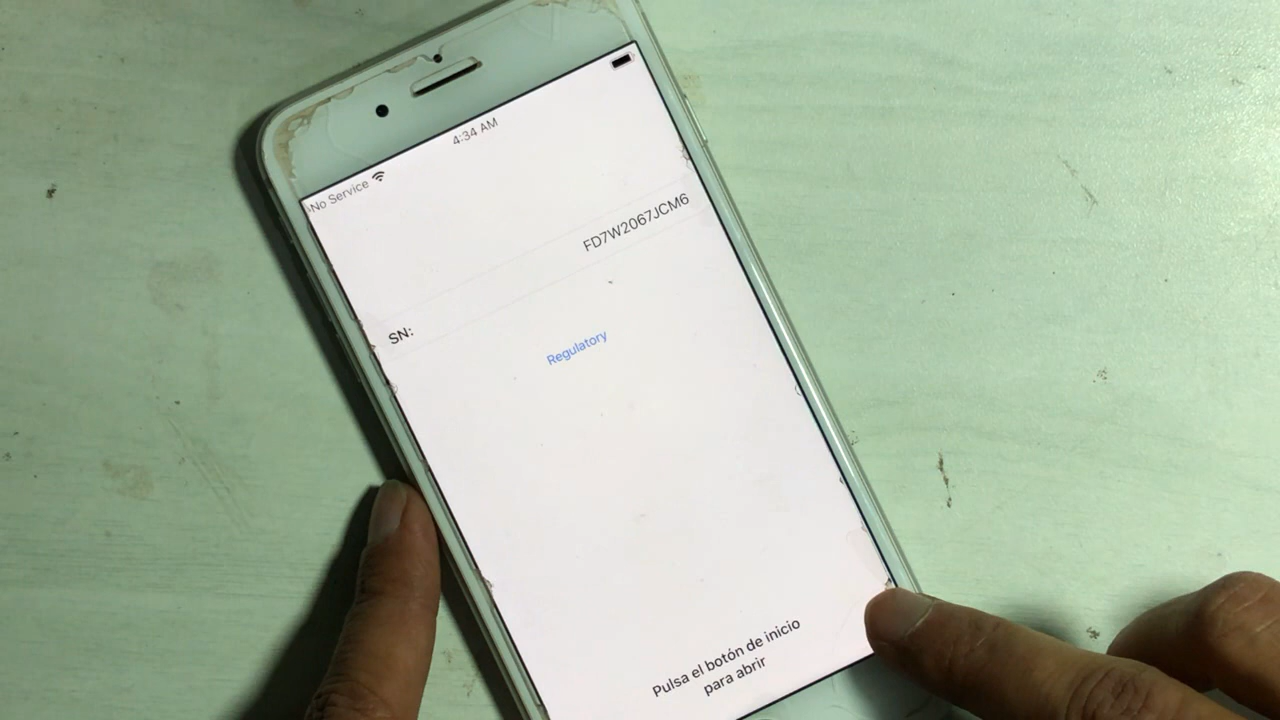 No Service
4:34 AM
SN:
FD7W2067JCM6
Regulatory
Pulsa el botón de inicio
para abrir